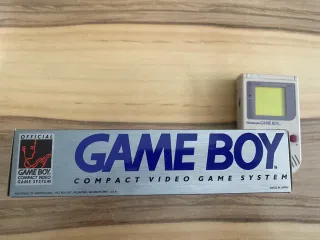 OFFICIAL
GAME BOY
COMPACT VIDEO
GAME SYSTEM
GAME BOY
COMPACT VIDEO GAME SYSTEM
MADE IN JAPAN
Nintendo GAME BOY